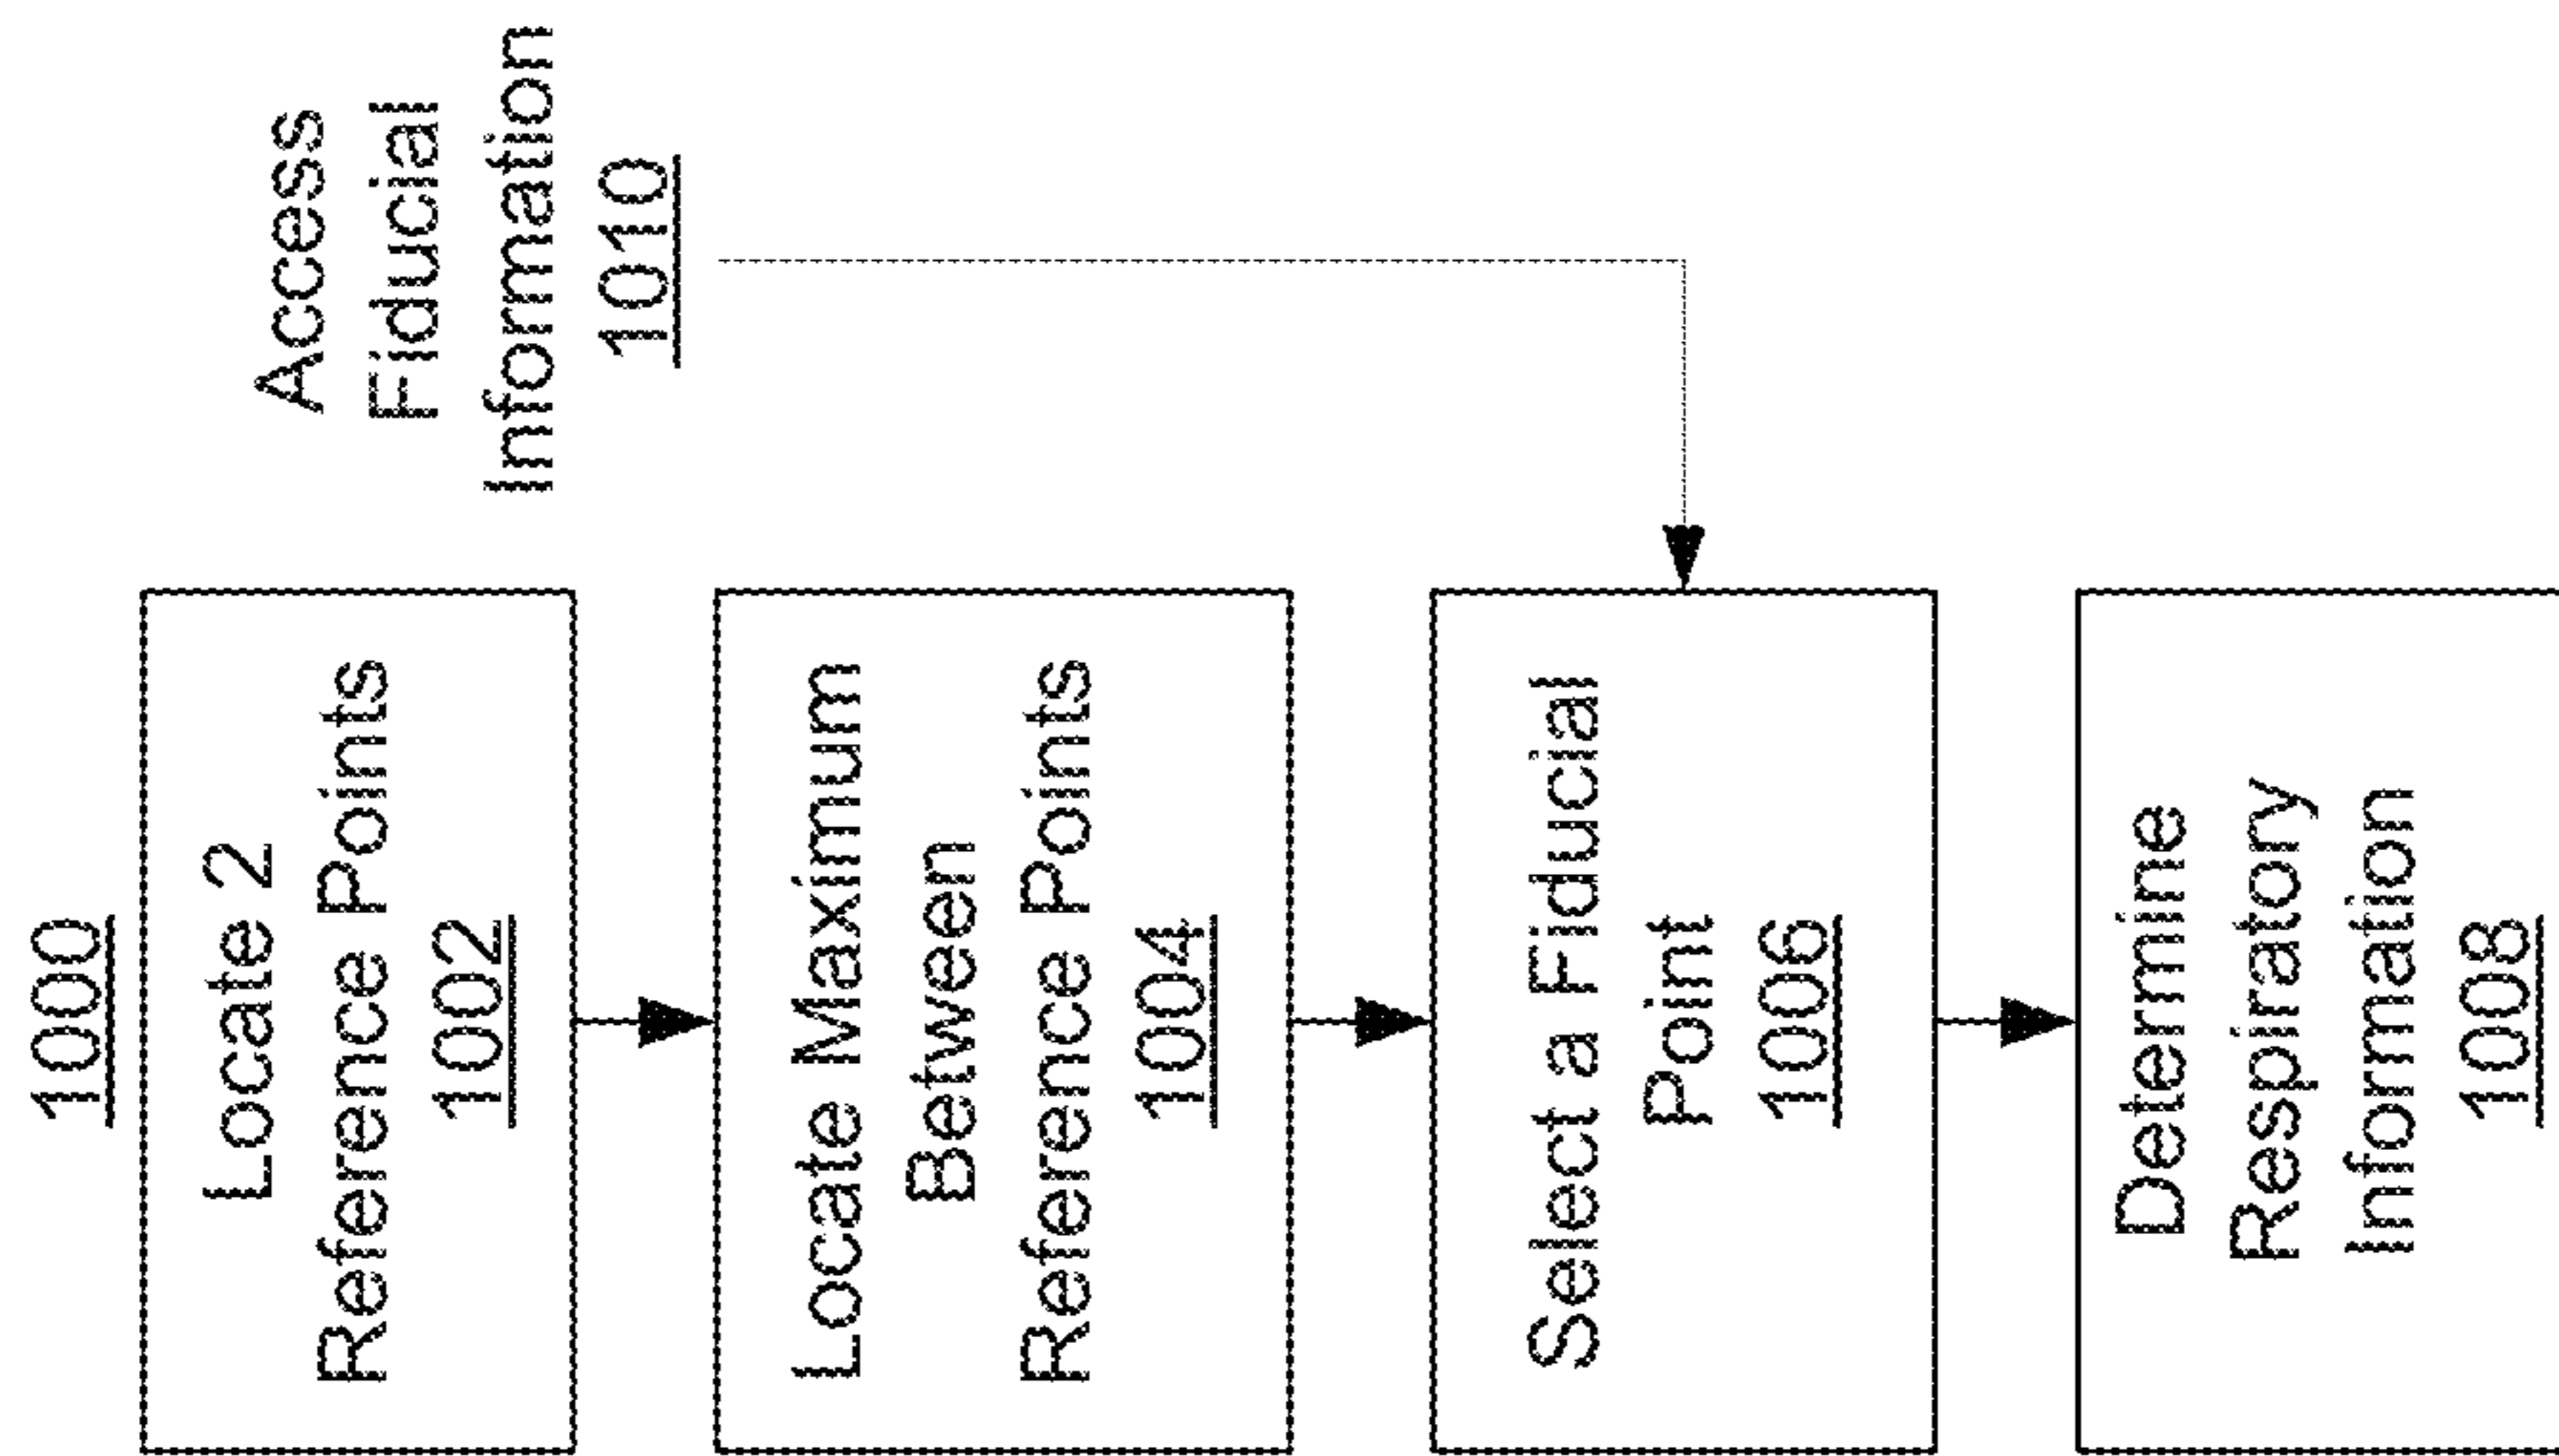 1000
Locate 2
Reference Points
1002
Locate Maximum
Between
Reference Points
1004
Select a Fiducial
Point
1006
Determine
Respiratory
Information
1008
Access
Fiducial
Information
1010